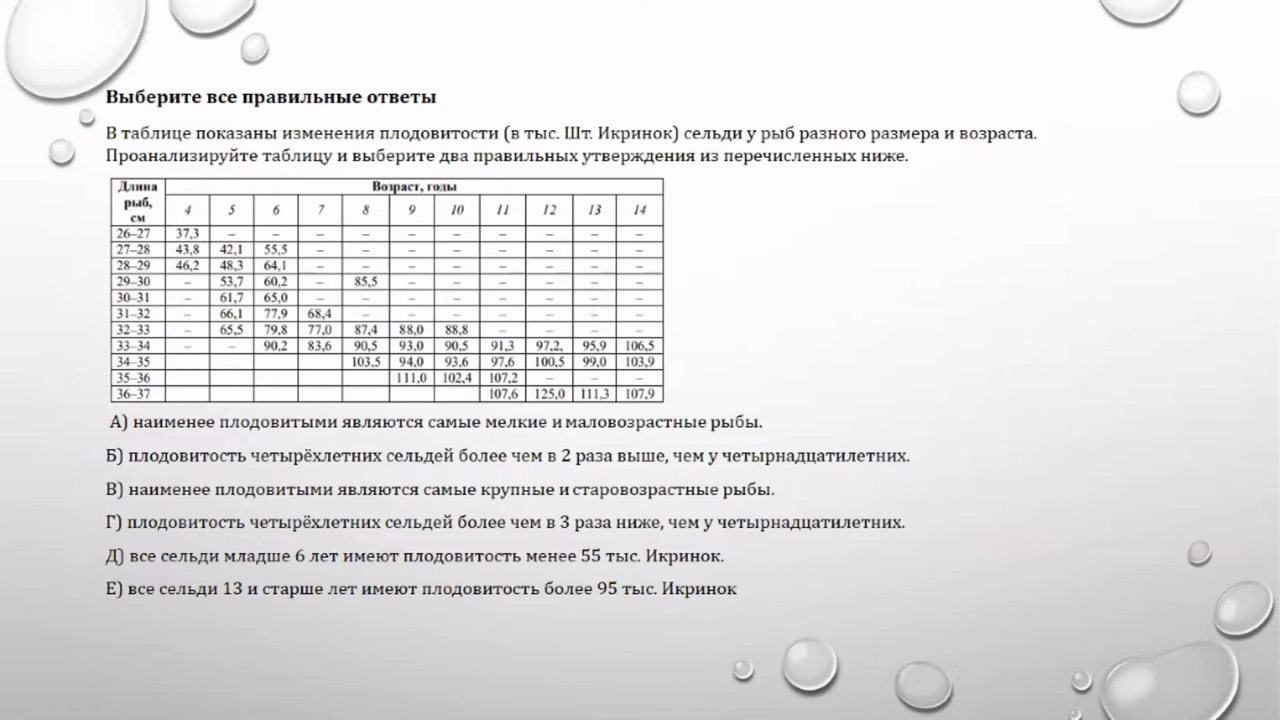 Выберите все правильные ответы
В таблице показаны изменения плодовитости (в тыс. Шт. Икринок) сельди у рыб разного размера и возраста.
Проанализируйте таблицу и выберите два правильных утверждения из перечисленных ниже.
Длина рыб, см Возраст, годы
4 5 6 7 8 9 10 11 12 13 14
26–27 37,3 – – – – – – – – – –
27–28 43,8 42,1 55,5 – – – – – – – –
28–29 46,2 48,3 64,1 – – – – – – – –
29–30 – 53,7 60,2 – 85,5 – – – – – –
30–31 – 61,7 65,0 – – – – – – – –
31–32 – 66,1 77,9 68,4 – – – – – – –
32–33 – 65,5 79,8 77,0 87,4 88,0 88,8 – – – –
33–34 – – 90,2 83,6 90,5 93,0 90,5 91,3 97,2, 95,9 106,5
34–35 103,5 94,0 93,6 97,6 100,5 99,0 103,9
35–36 111,0 102,4 107,2 – – –
36–37 107,6 125,0 111,3 107,9
А) наименее плодовитыми являются самые мелкие и маловозрастные рыбы.
Б) плодовитость четырёхлетних сельдей более чем в 2 раза выше, чем у четырнадцатилетних.
В) наименее плодовитыми являются самые крупные и старовозрастные рыбы.
Г) плодовитость четырёхлетних сельдей более чем в 3 раза ниже, чем у четырнадцатилетних.
Д) все сельди младше 6 лет имеют плодовитость менее 55 тыс. Икринок.
Е) все сельди 13 и старше лет имеют плодовитость более 95 тыс. Икринок